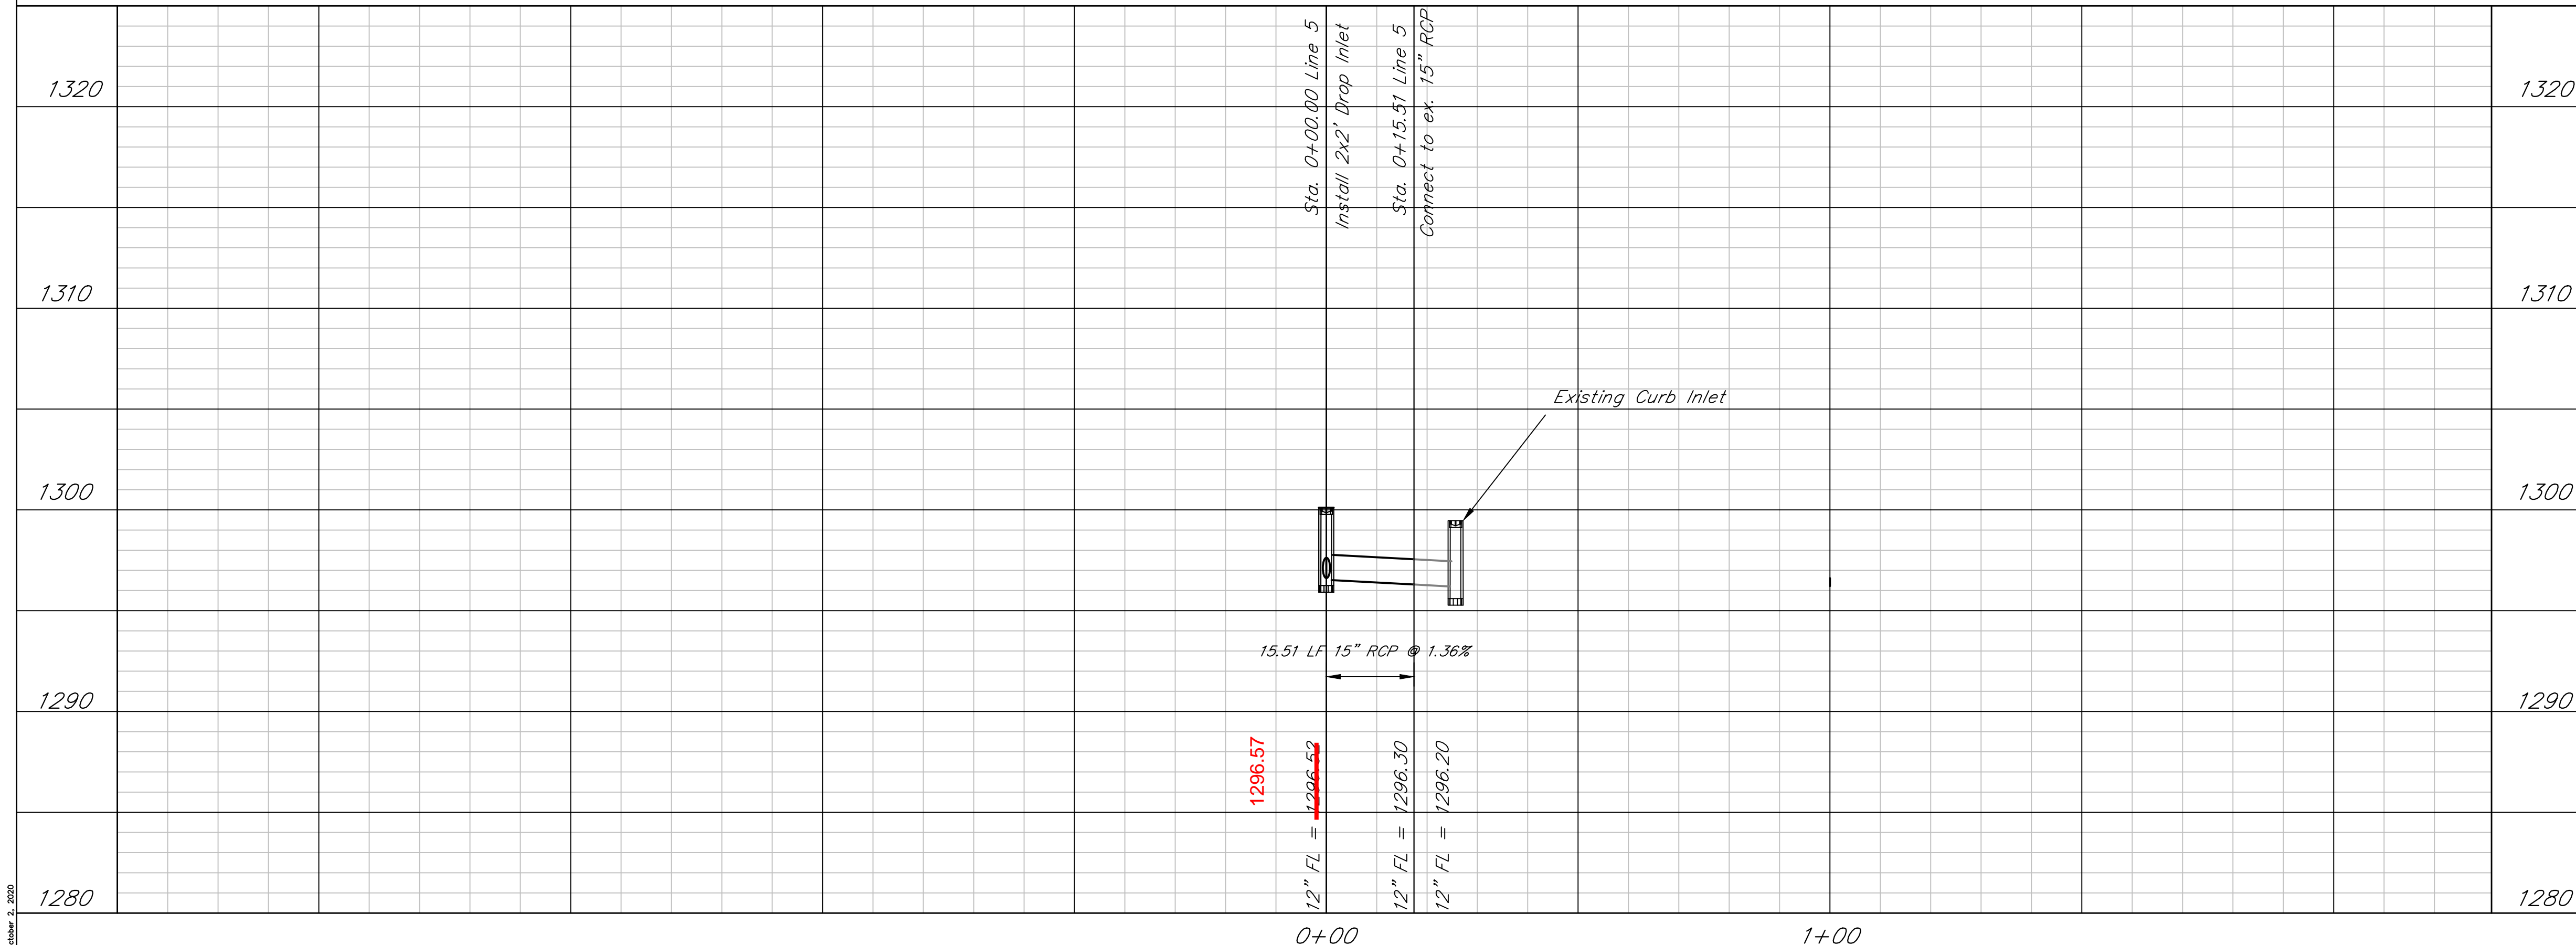 Sta. 0+00.00 Line 5
Install 2x2' Drop Inlet
Sta. 0+15.51 Line 5
Connect to ex. 15" RCP
1320
1320
1310
1310
Existing Curb Inlet
1300
1300
15.51 LF 15" RCP @ 1.36%
1290
1290
1296.57
12" FL = 1296.52
12" FL = 1296.30
12" FL = 1296.20
1280
1280
0+00
1+00
ctober 2, 2020